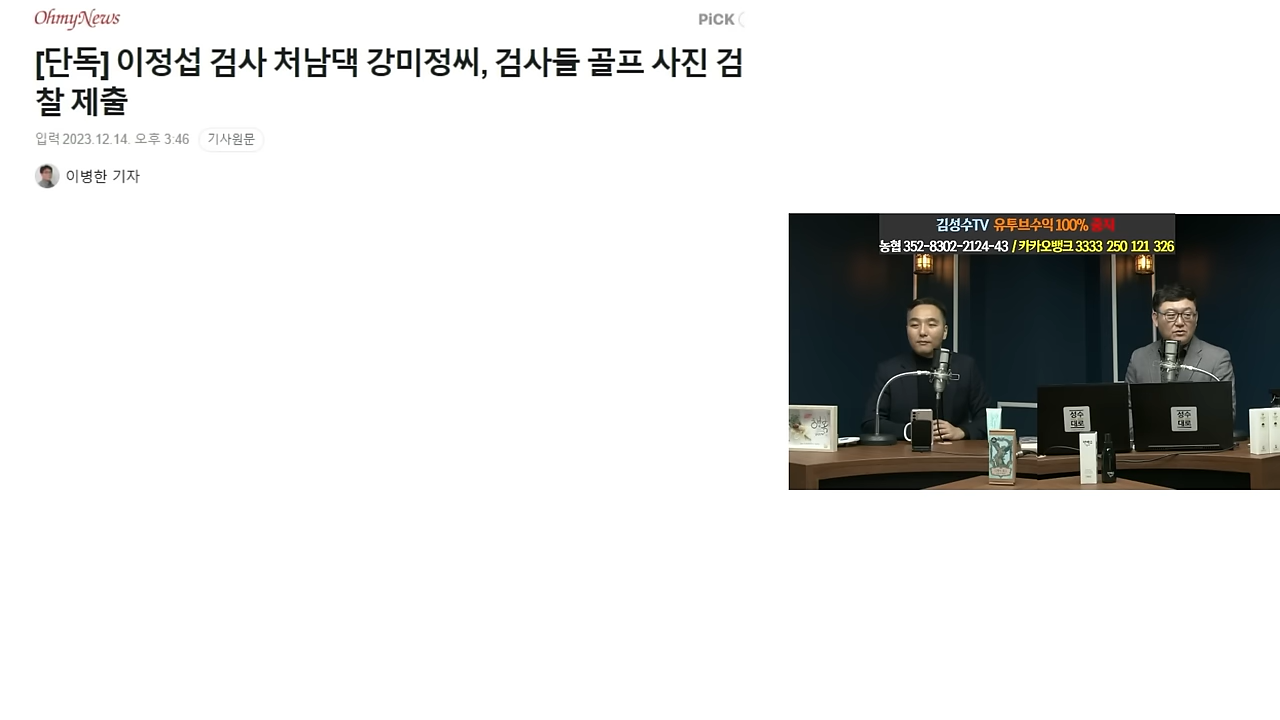 OhmyNews
PiCK
[단독] 이정섭 검사 처남댁 강미정씨, 검사들 골프 사진 검
찰 제출
입력 2023.12.14. 오후 3:46 기사원문
이병한 기자
김성수TV 유투브수익 100%
농협 352-8302-2124-43 / 카카오뱅크 3333 250 121 326
성수
대로
성수
대로